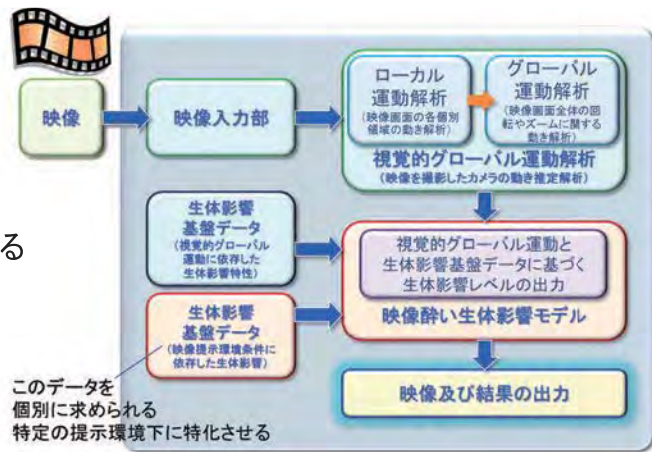 映像
映像入力部
ローカル
運動解析
(映像画面の各個別
領域の動き解析)
グローバル
運動解析
(映像画面全体の回
転やズームに関する
動き解析)
視覚的グローバル運動解析
(映像を撮影したカメラの動き推定解析)
る
生体影響
基盤データ
(視覚的グローバル
運動に依存した
生体影響特性)
生体影響
基盤データ
(映像提示環境条件に
依存した生体影響)
視覚的グローバル運動と
生体影響基盤データに基づく
生体影響レベルの出力
映像酔い生体影響モデル
このデータを
個別に求められる
特定の提示環境下に特化させる
映像及び結果の出力